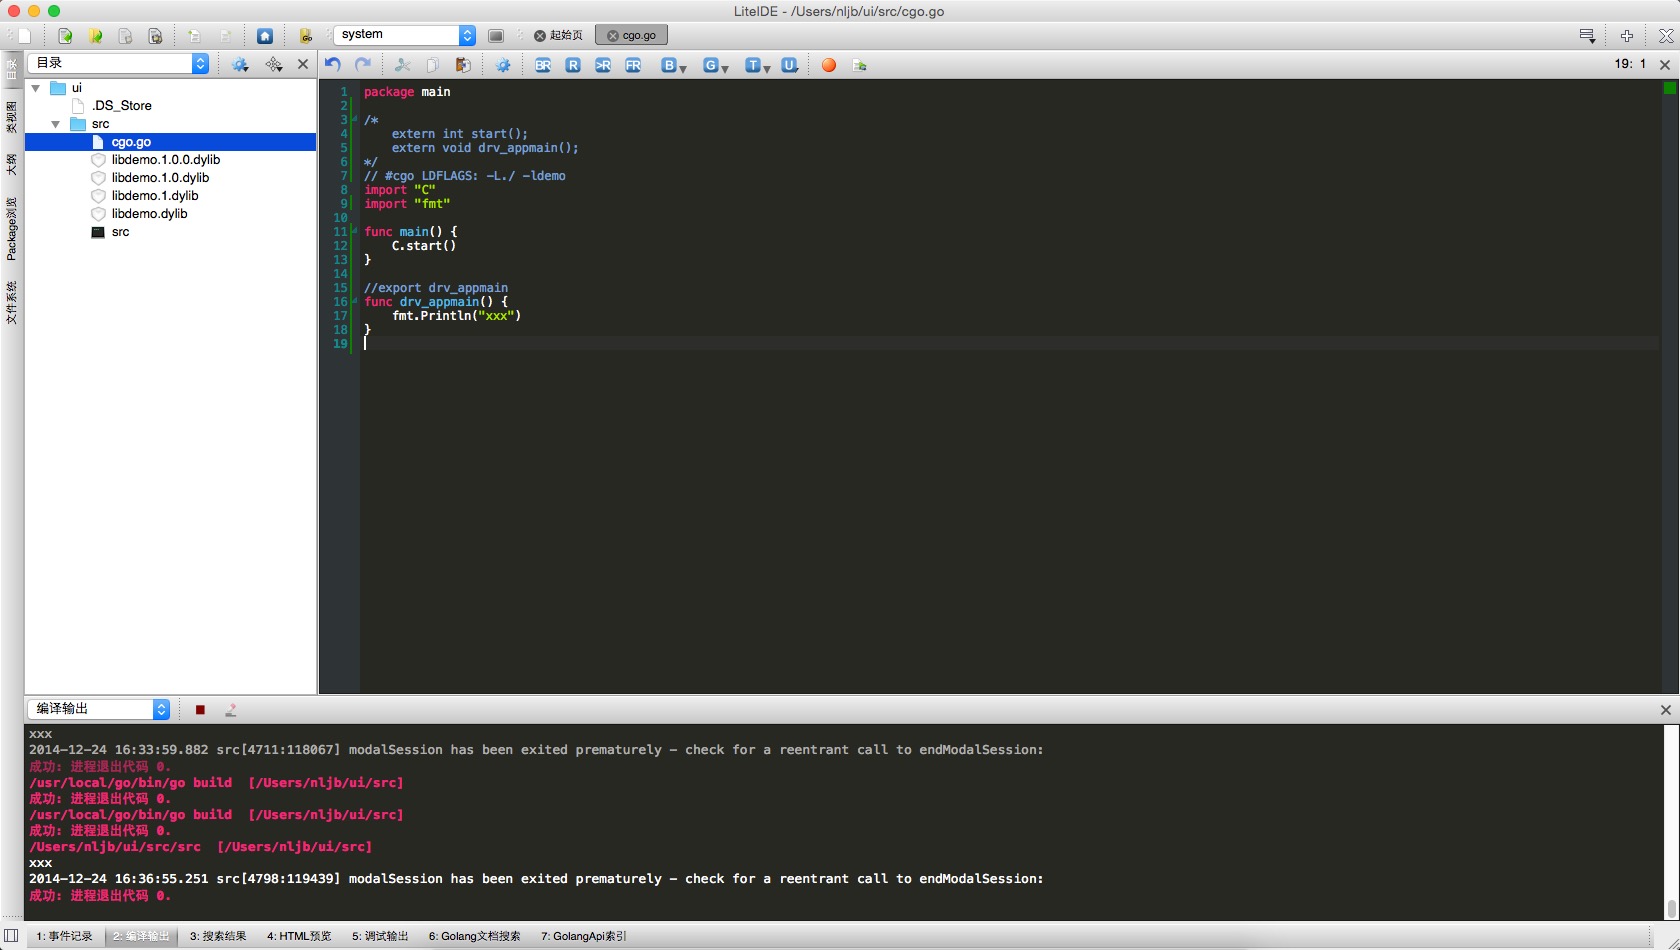 LiteIDE - /Users/nljb/ui/src/cgo.go
system
起始页
cgo.go
目录
BR R >R FR B G T U
19: 1
目录
类视图
大纲
Package浏览
文件系统
ui
.DS_Store
src
cgo.go
libdemo.1.0.0.dylib
libdemo.1.0.dylib
libdemo.1.dylib
libdemo.dylib
src
1 package main
2
3 /*
4     extern int start();
5     extern void drv_appmain();
6 */
7 // #cgo LDFLAGS: -L./ -ldemo
8 import "C"
9 import "fmt"
10
11 func main() {
12     C.start()
13 }
14
15 //export drv_appmain
16 func drv_appmain() {
17     fmt.Println("xxx")
18 }
19
编译输出
xxx
2014-12-24 16:33:59.882 src[4711:118067] modalSession has been exited prematurely - check for a reentrant call to endModalSession:
成功: 进程退出代码 0.
/usr/local/go/bin/go build  [/Users/nljb/ui/src]
成功: 进程退出代码 0.
/usr/local/go/bin/go build  [/Users/nljb/ui/src]
成功: 进程退出代码 0.
/Users/nljb/ui/src/src  [/Users/nljb/ui/src]
xxx
2014-12-24 16:36:55.251 src[4798:119439] modalSession has been exited prematurely - check for a reentrant call to endModalSession:
成功: 进程退出代码 0.
1: 事件记录 2: 编译输出 3: 搜索结果 4: HTML预览 5: 调试输出 6: Golang文档搜索 7: GolangApi索引